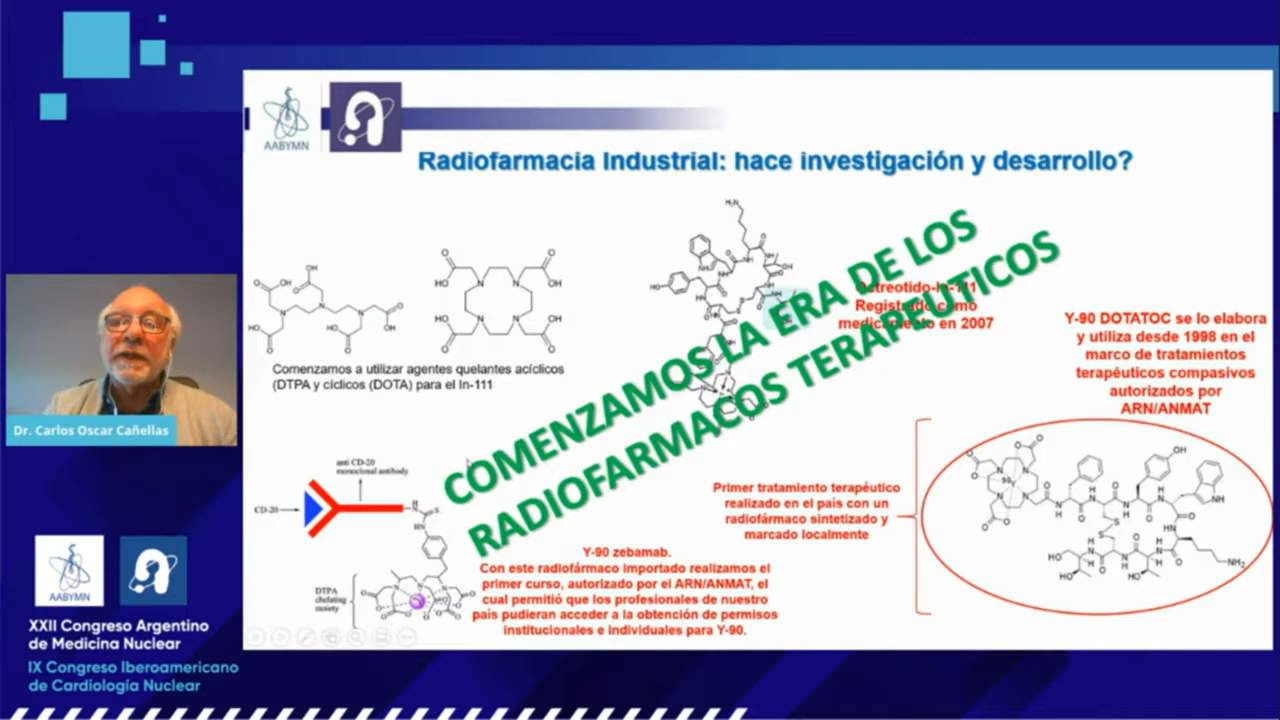 AABYMN
Radiofarmacia Industrial: hace investigación y desarrollo?
Comenzamos a utilizar agentes quelantes acíclicos
(DTPA y cíclicos (DOTA) para el In-111
COMENZAMOS LA ERA DE LOS
RADIOFARMACOS TERAPEUTICOS
Octreotido-In-111
Registrado como
medicamento en 2007
Y-90 DOTATOC se lo elabora
y utiliza desde 1998 en el
marco de tratamientos
terapéuticos compasivos
autorizados por
ARN/ANMAT
Primer tratamiento terapéutico
realizado en el país con un
radiofármaco sintetizado y
marcado localmente
anti CD-20
monoclonal antibody
CD-20
DTPA
chelating
moiety
Y-90 zebamab.
Con este radiofármaco importado realizamos el
primer curso, autorizado por el ARN/ANMAT, el
cual permitió que los profesionales de nuestro
país pudieran acceder a la obtención de permisos
institucionales e individuales para Y-90.
Dr. Carlos Oscar Cañellas
AABYMN
XXII Congreso Argentino
de Medicina Nuclear
IX Congreso Iberoamericano
de Cardiología Nuclear